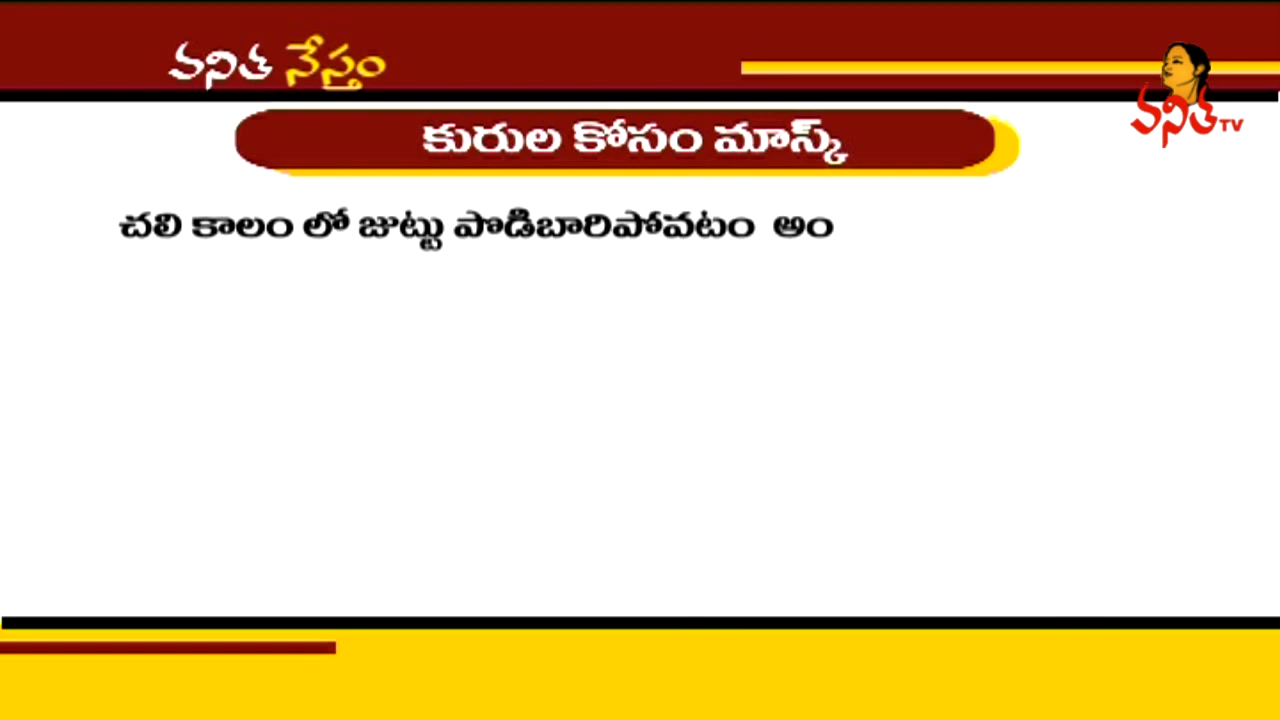 వనిత నేస్తం
వనిత TV
కురుల కోసం మాస్క్
చలి కాలం లో జుట్టు పొడిబారిపోవటం అం